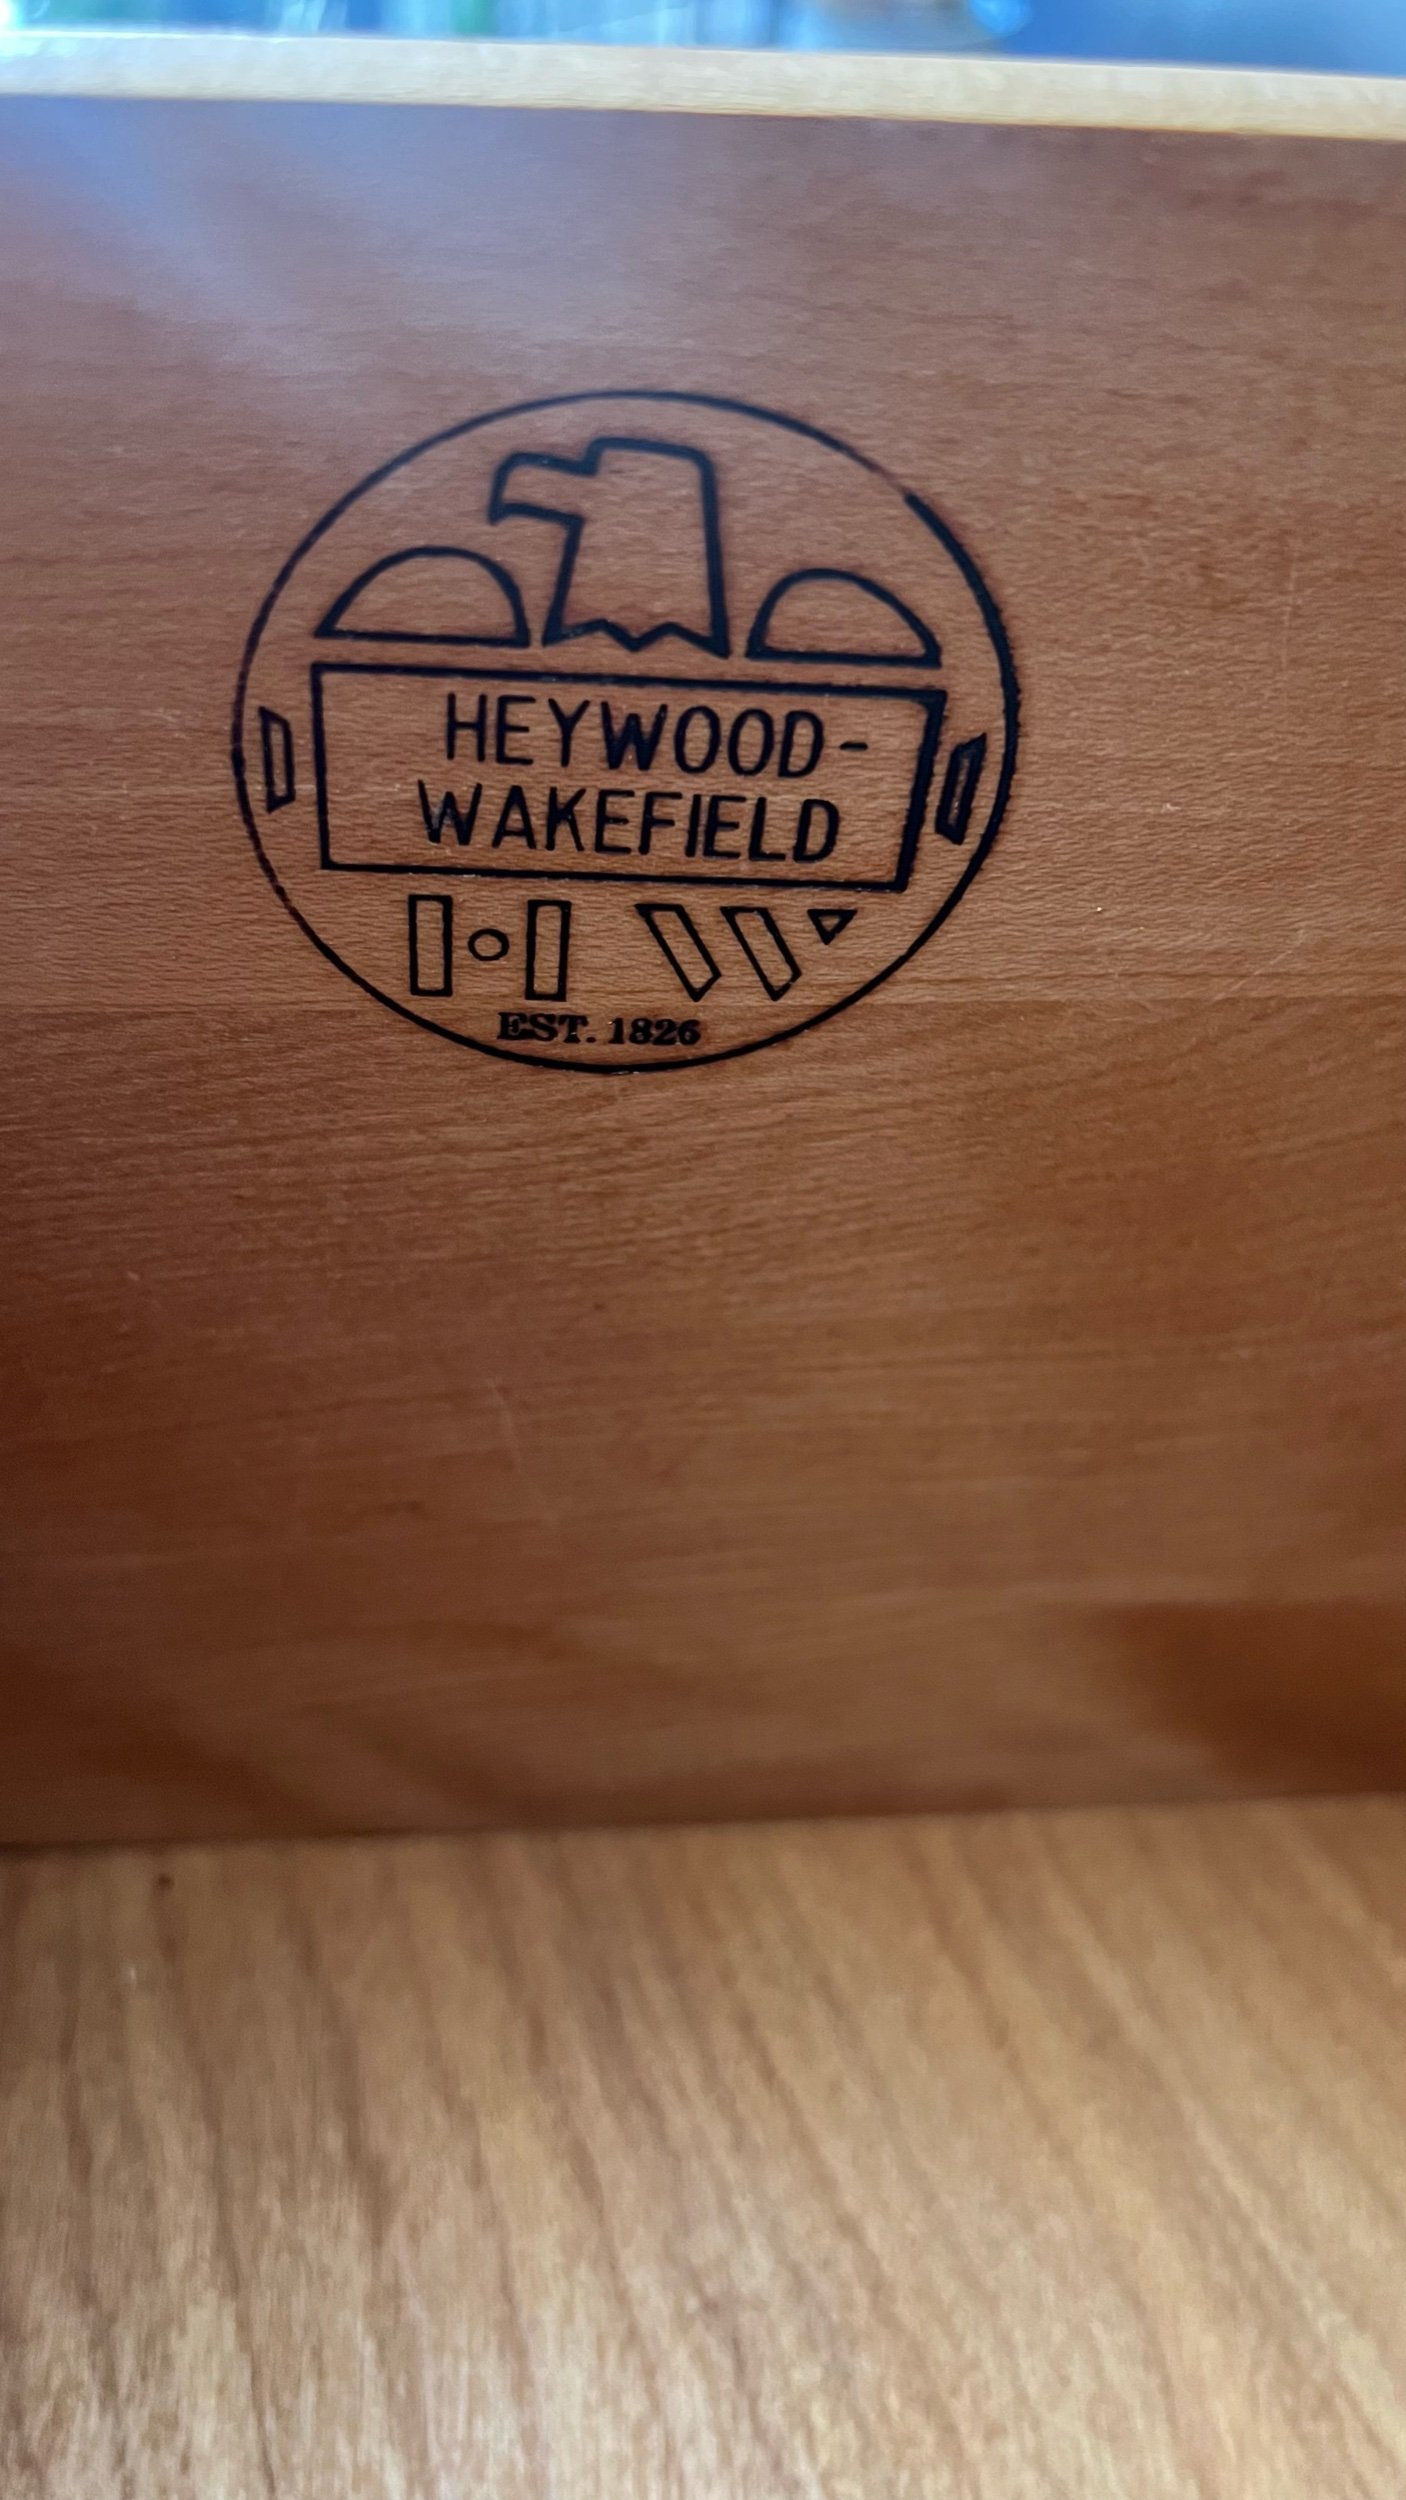 HEYWOOD-
WAKEFIELD
H W
EST. 1826